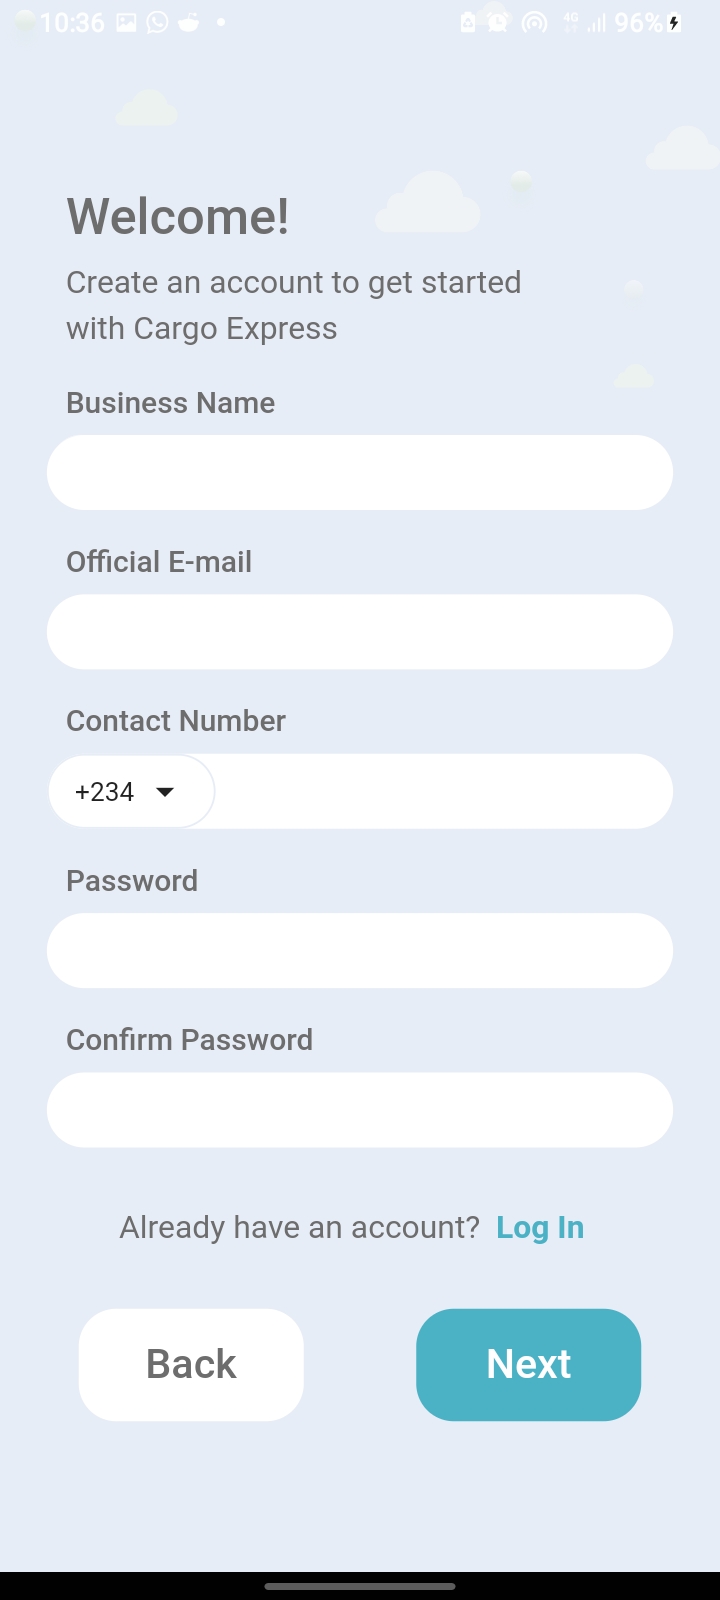 10:36
4G
96%
Welcome!
Create an account to get started
with Cargo Express
Business Name
Official E-mail
Contact Number
+234
Password
Confirm Password
Already have an account? Log In
Back
Next